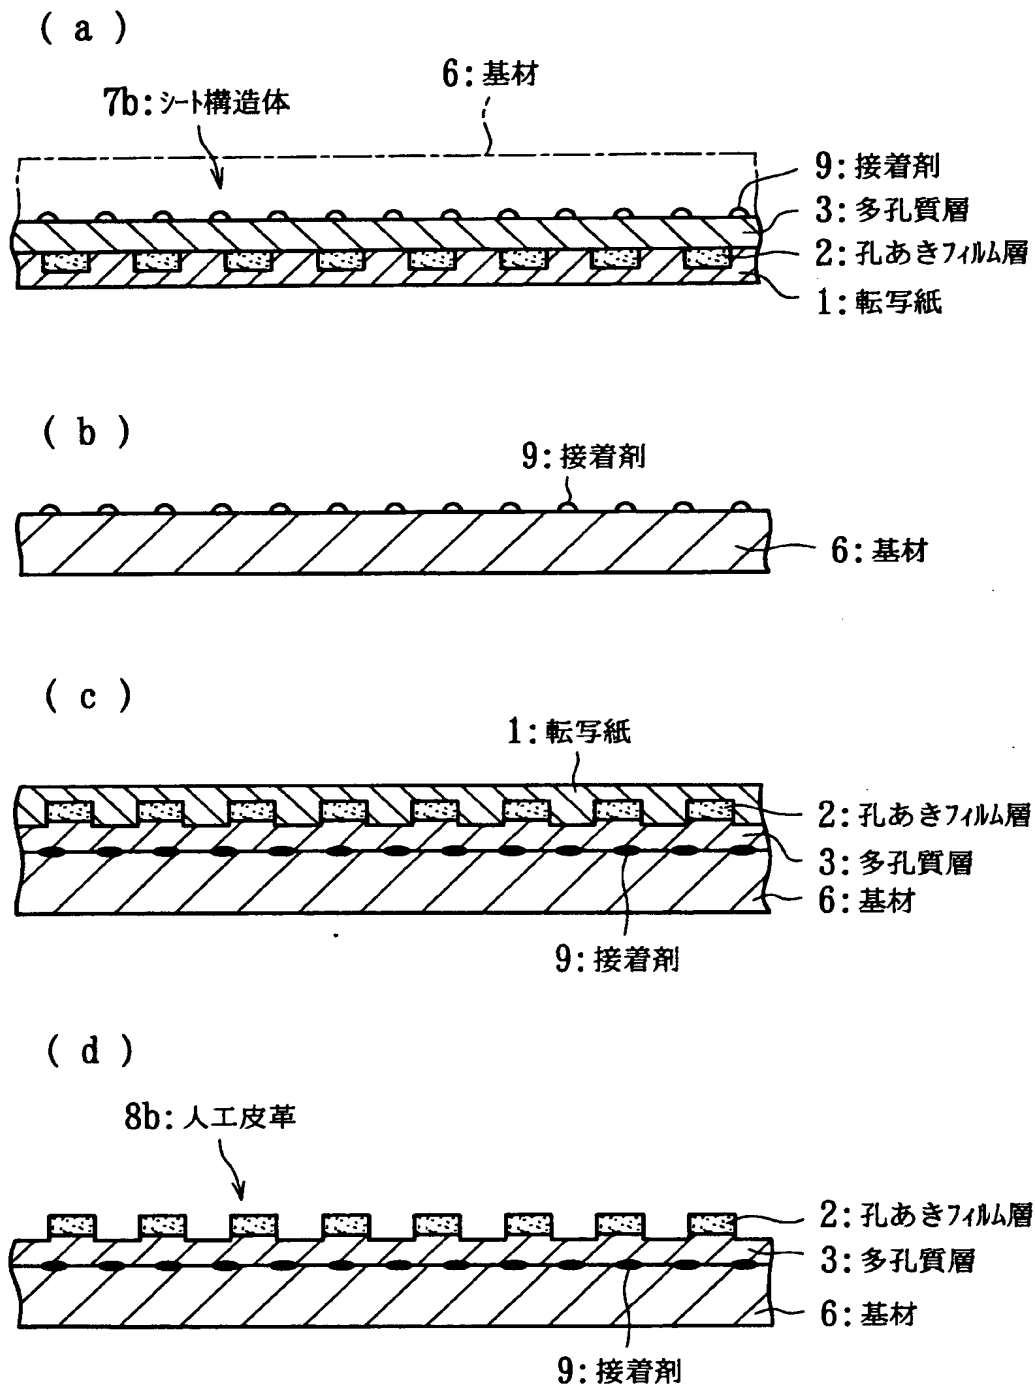 ( a )
6:基材
7b:シート構造体
9:接着剤
3:多孔質層
2:孔あきフィルム層
1:転写紙
( b )
9:接着剤
6:基材
( c )
1:転写紙
2:孔あきフィルム層
3:多孔質層
6:基材
9:接着剤
( d )
8b:人工皮革
2:孔あきフィルム層
3:多孔質層
6:基材
9:接着剤